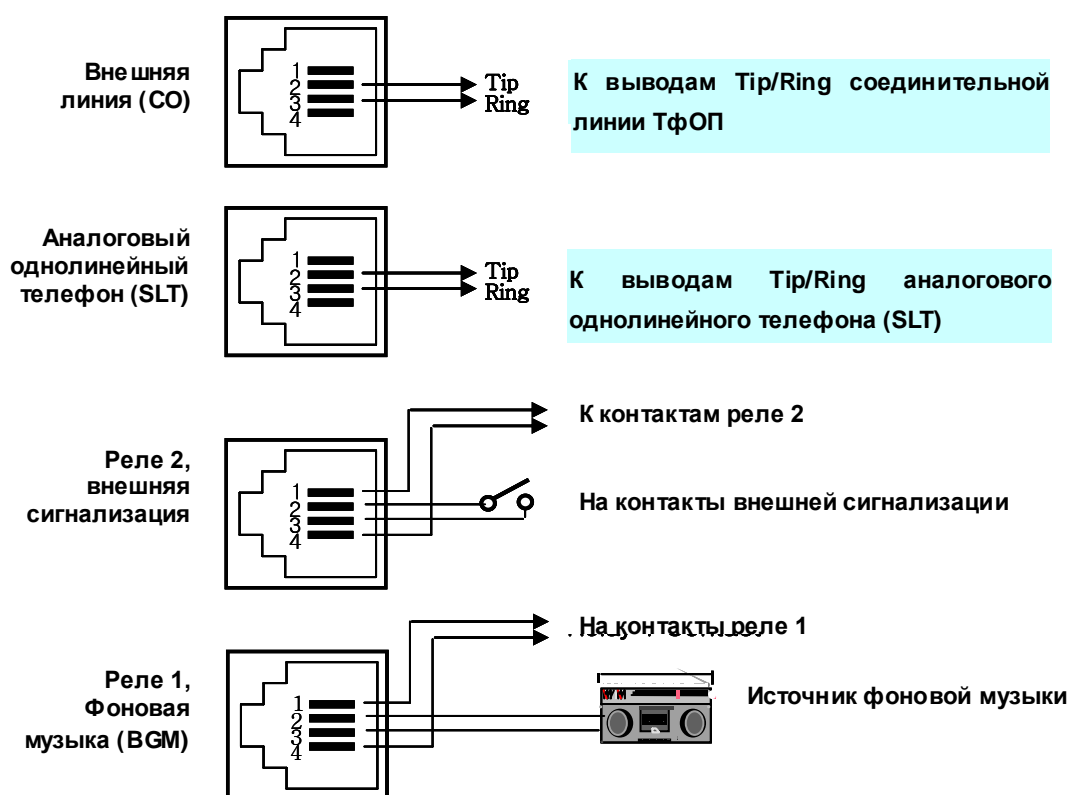 Внешняя
линия (CO)
1
2
3
4
Tip
Ring
К выводам Tip/Ring соединительной
линии ТфОП
Аналоговый
однолинейный
телефон (SLT)
1
2
3
4
Tip
Ring
К выводам Tip/Ring аналогового
однолинейного телефона (SLT)
Реле 2,
внешняя
сигнализация
1
2
3
4
К контактам реле 2
На контакты внешней сигнализации
Реле 1,
Фоновая
музыка (BGM)
1
2
3
4
На контакты реле 1
Источник фоновой музыки